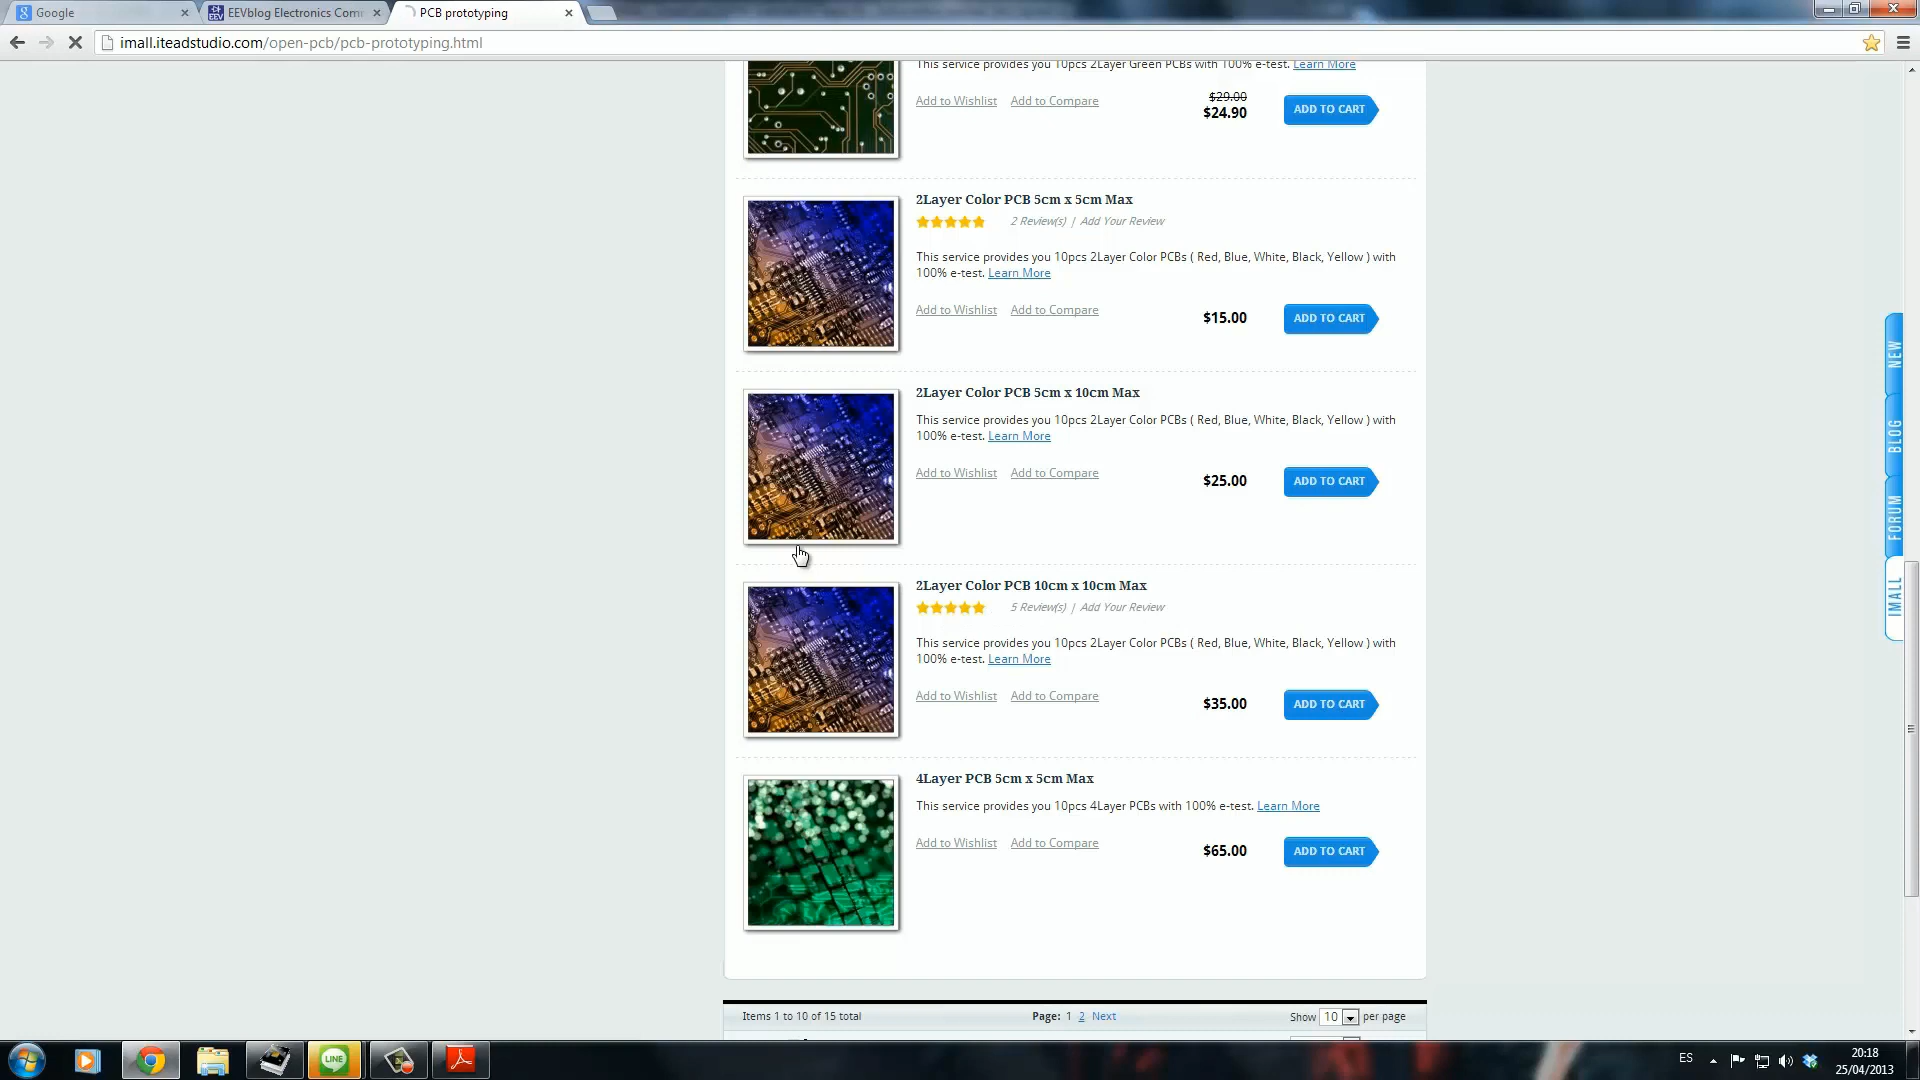 Google
EEVblog Electronics Com
PCB prototyping
imall.iteadstudio.com/open-pcb/pcb-prototyping.html
This service provides you 10pcs 2Layer Green PCBs with 100% e-test. Learn More
Add to Wishlist Add to Compare
$29.00
$24.90
ADD TO CART
2Layer Color PCB 5cm x 5cm Max
2 Review(s) | Add Your Review
This service provides you 10pcs 2Layer Color PCBs ( Red, Blue, White, Black, Yellow ) with
100% e-test. Learn More
Add to Wishlist Add to Compare
$15.00
ADD TO CART
2Layer Color PCB 5cm x 10cm Max
This service provides you 10pcs 2Layer Color PCBs ( Red, Blue, White, Black, Yellow ) with
100% e-test. Learn More
Add to Wishlist Add to Compare
$25.00
ADD TO CART
2Layer Color PCB 10cm x 10cm Max
5 Review(s) | Add Your Review
This service provides you 10pcs 2Layer Color PCBs ( Red, Blue, White, Black, Yellow ) with
100% e-test. Learn More
Add to Wishlist Add to Compare
$35.00
ADD TO CART
4Layer PCB 5cm x 5cm Max
This service provides you 10pcs 4Layer PCBs with 100% e-test. Learn More
Add to Wishlist Add to Compare
$65.00
ADD TO CART
Items 1 to 10 of 15 total
Page: 1 2 Next
Show 10 per page
NEW
BLOG
FORUM
IMALL
LINE
ES
20:18
25/04/2013